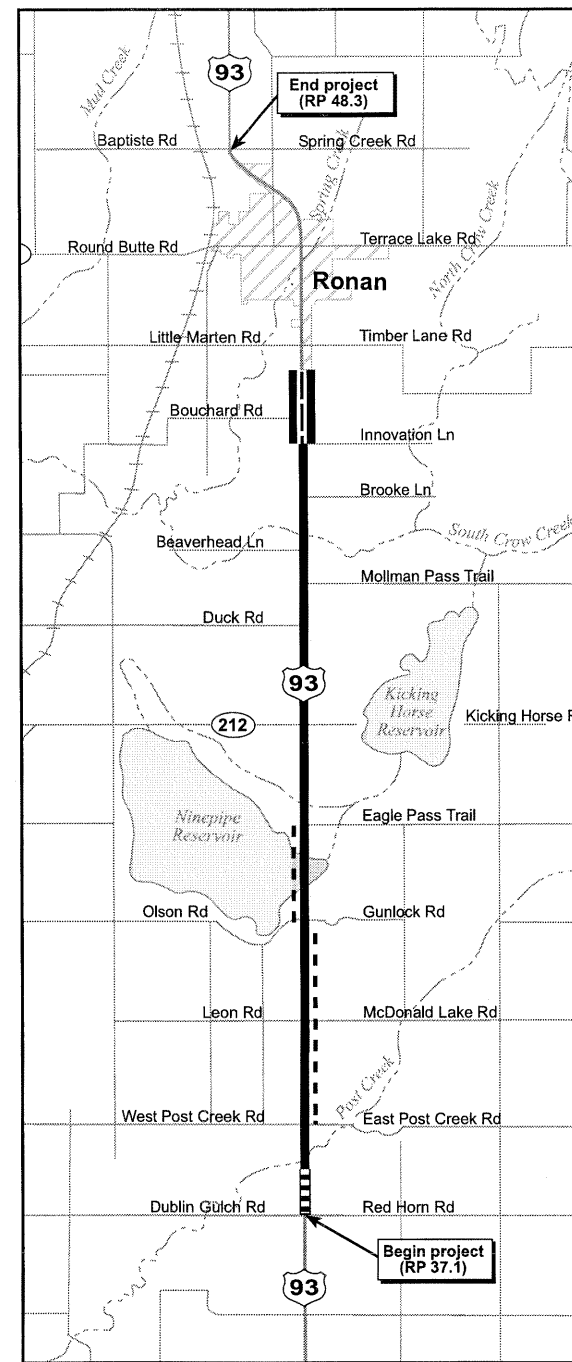 93
Mud Creek
End project
(RP 48.3)
Baptiste Rd
Spring Creek Rd
Spring Creek
Round Butte Rd
Terrace Lake Rd
North Crow Creek
Ronan
Little Marten Rd
Timber Lane Rd
Bouchard Rd
Innovation Ln
Brooke Ln
South Crow Creek
Beaverhead Ln
Mollman Pass Trail
Duck Rd
93
Kicking
Horse
Reservoir
212
Kicking Horse R
Ninepipe
Reservoir
Eagle Pass Trail
Olson Rd
Gunlock Rd
Leon Rd
McDonald Lake Rd
Post Creek
West Post Creek Rd
East Post Creek Rd
Dublin Gulch Rd
Red Horn Rd
Begin project
(RP 37.1)
93